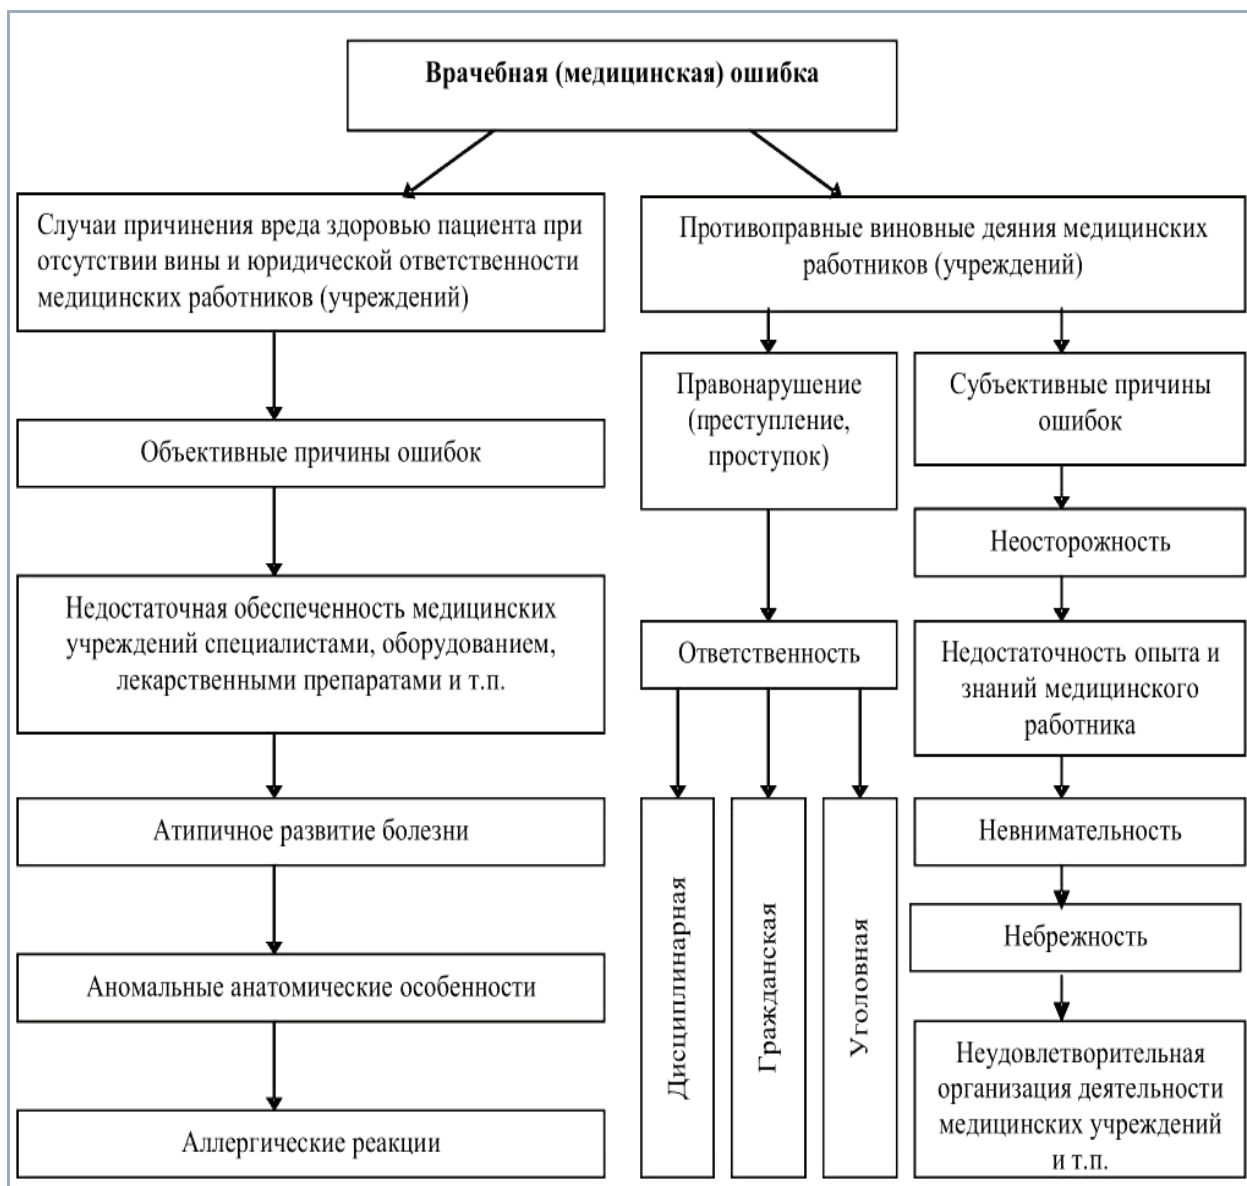 Врачебная (медицинская) ошибка
Случаи причинения вреда здоровью пациента при
отсутствии вины и юридической ответственности
медицинских работников (учреждений)
Объективные причины ошибок
Недостаточная обеспеченность медицинских
учреждений специалистами, оборудованием,
лекарственными препаратами и т.п.
Атипичное развитие болезни
Аномальные анатомические особенности
Аллергические реакции
Противоправные виновные деяния медицинских
работников (учреждений)
Правонарушение
(преступление,
проступок)
Ответственность
Дисциплинарная
Гражданская
Уголовная
Субъективные причины
ошибок
Неосторожность
Недостаточность опыта и
знаний медицинского
работника
Невнимательность
Небрежность
Неудовлетворительная
организация деятельности
медицинских учреждений
и т.п.